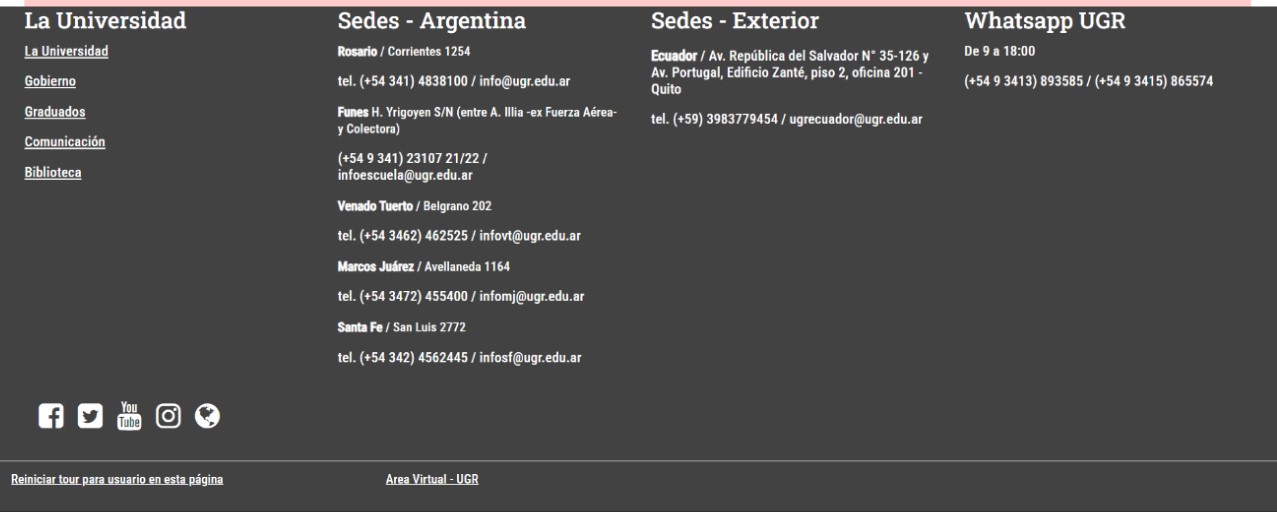 La Universidad
La Universidad
Gobierno
Graduados
Comunicación
Biblioteca
Sedes - Argentina
Rosario / Corrientes 1254
tel. (+54 341) 4838100 / info@ugr.edu.ar
Funes H. Yrigoyen S/N (entre A. Illia -ex Fuerza Aérea-
y Colectora)
(+54 9 341) 23107 21/22 /
infoescuela@ugr.edu.ar
Venado Tuerto / Belgrano 202
tel. (+54 3462) 462525 / infovt@ugr.edu.ar
Marcos Juárez / Avellaneda 1164
tel. (+54 3472) 455400 / infomj@ugr.edu.ar
Santa Fe / San Luis 2772
tel. (+54 342) 4562445 / infosf@ugr.edu.ar
Sedes - Exterior
Ecuador / Av. República del Salvador N° 35-126 y
Av. Portugal, Edificio Zanté, piso 2, oficina 201 -
Quito
tel. (+59) 3983779454 / ugrecuador@ugr.edu.ar
Whatsapp UGR
De 9 a 18:00
(+54 9 3413) 893585 / (+54 9 3415) 865574
You
Tube
Reiniciar tour para usuario en esta página
Area Virtual - UGR